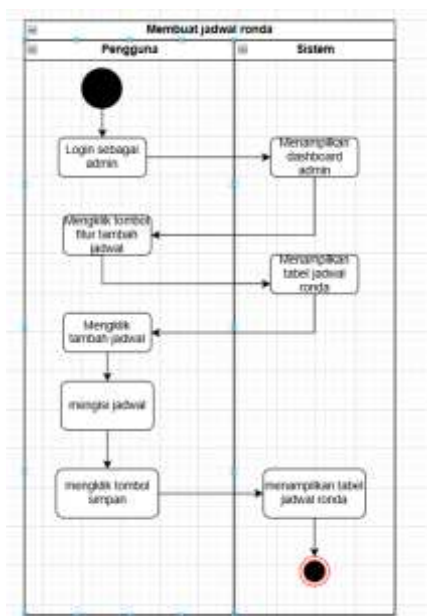 Membuat jadwal ronda
Pengguna
Sistem
Login sebagai
admin
Menampilkan
dashboard
admin
Mengklik tombol
fitur tambah
jadwal
Menampilkan
tabel jadwal
ronda
Mengklik
tambah jadwal
mengisi jadwal
mengklik tombol
simpan
menampilkan tabel
jadwal ronda